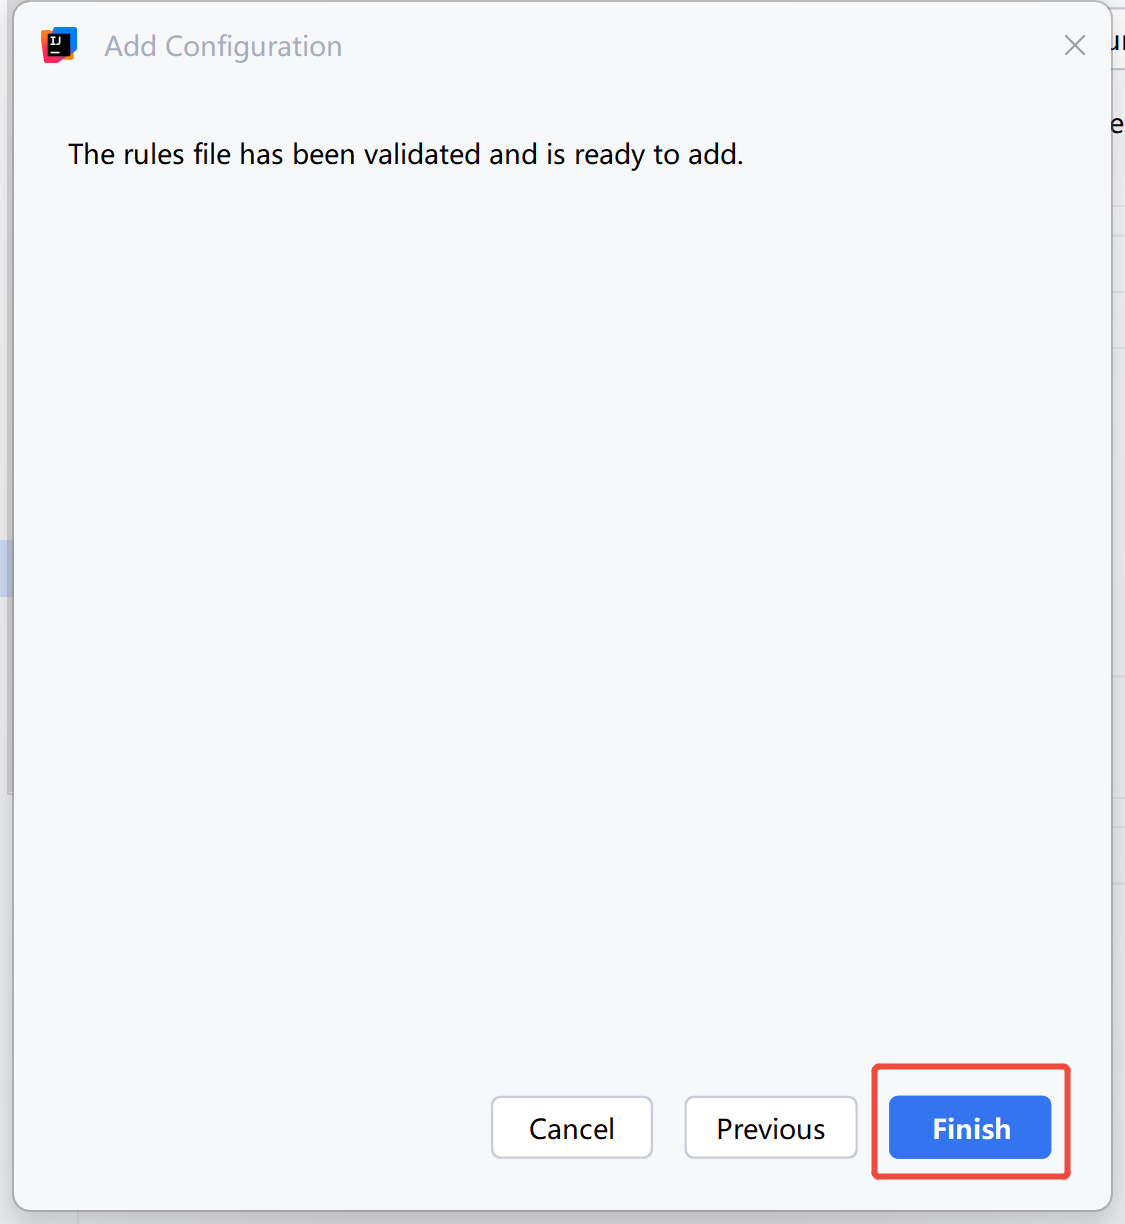 IJ
Add Configuration
The rules file has been validated and is ready to add.
Cancel
Previous
Finish